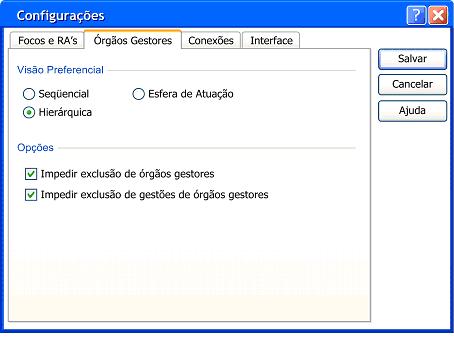 Configurações
?
Focos e RA's Órgãos Gestores Conexões Interface
Salvar
Visão Preferencial
Cancelar
Seqüencial Esfera de Atuação
Hierárquica
Ajuda
Opções
Impedir exclusão de órgãos gestores
Impedir exclusão de gestões de órgãos gestores